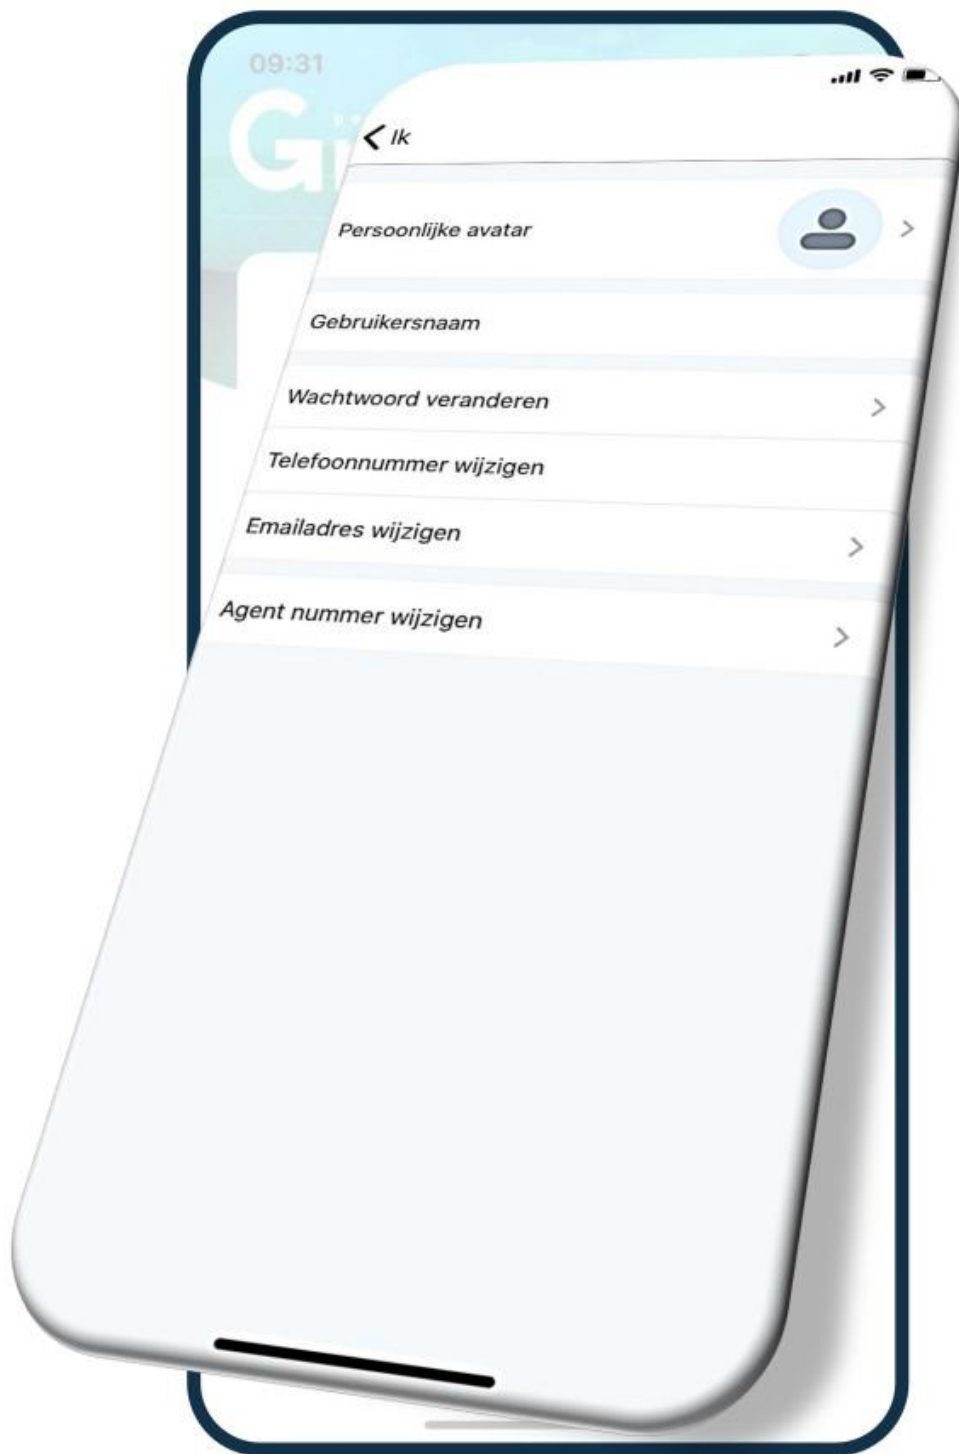 09:31
Ik
Persoonlijke avatar
Gebruikersnaam
Wachtwoord veranderen
Telefoonnummer wijzigen
Emailadres wijzigen
Agent nummer wijzigen